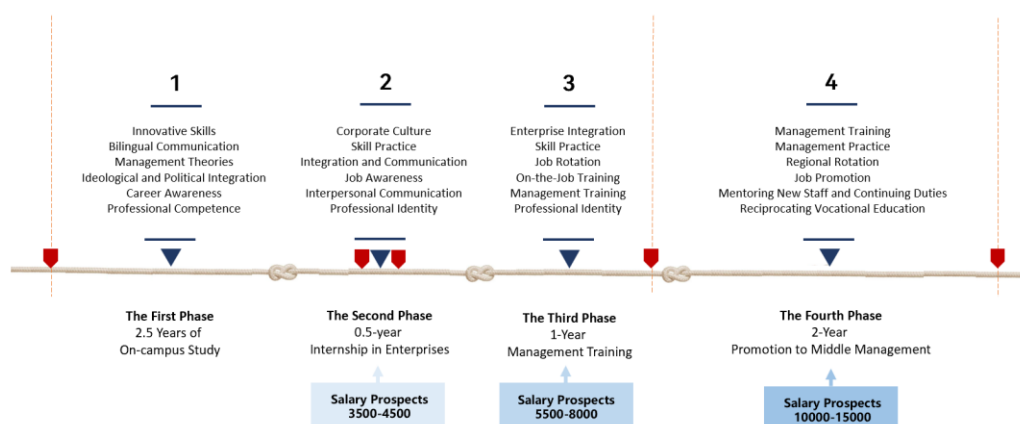 1
Innovative Skills
Bilingual Communication
Management Theories
Ideological and Political Integration
Career Awareness
Professional Competence
The First Phase
2.5 Years of
On-campus Study
2
Corporate Culture
Skill Practice
Integration and Communication
Job Awareness
Interpersonal Communication
Professional Identity
The Second Phase
0.5-year
Internship in Enterprises
Salary Prospects
3500-4500
3
Enterprise Integration
Skill Practice
Job Rotation
On-the-Job Training
Management Training
Professional Identity
The Third Phase
1-Year
Management Training
Salary Prospects
5500-8000
4
Management Training
Management Practice
Regional Rotation
Job Promotion
Mentoring New Staff and Continuing Duties
Reciprocating Vocational Education
The Fourth Phase
2-Year
Promotion to Middle Management
Salary Prospects
10000-15000